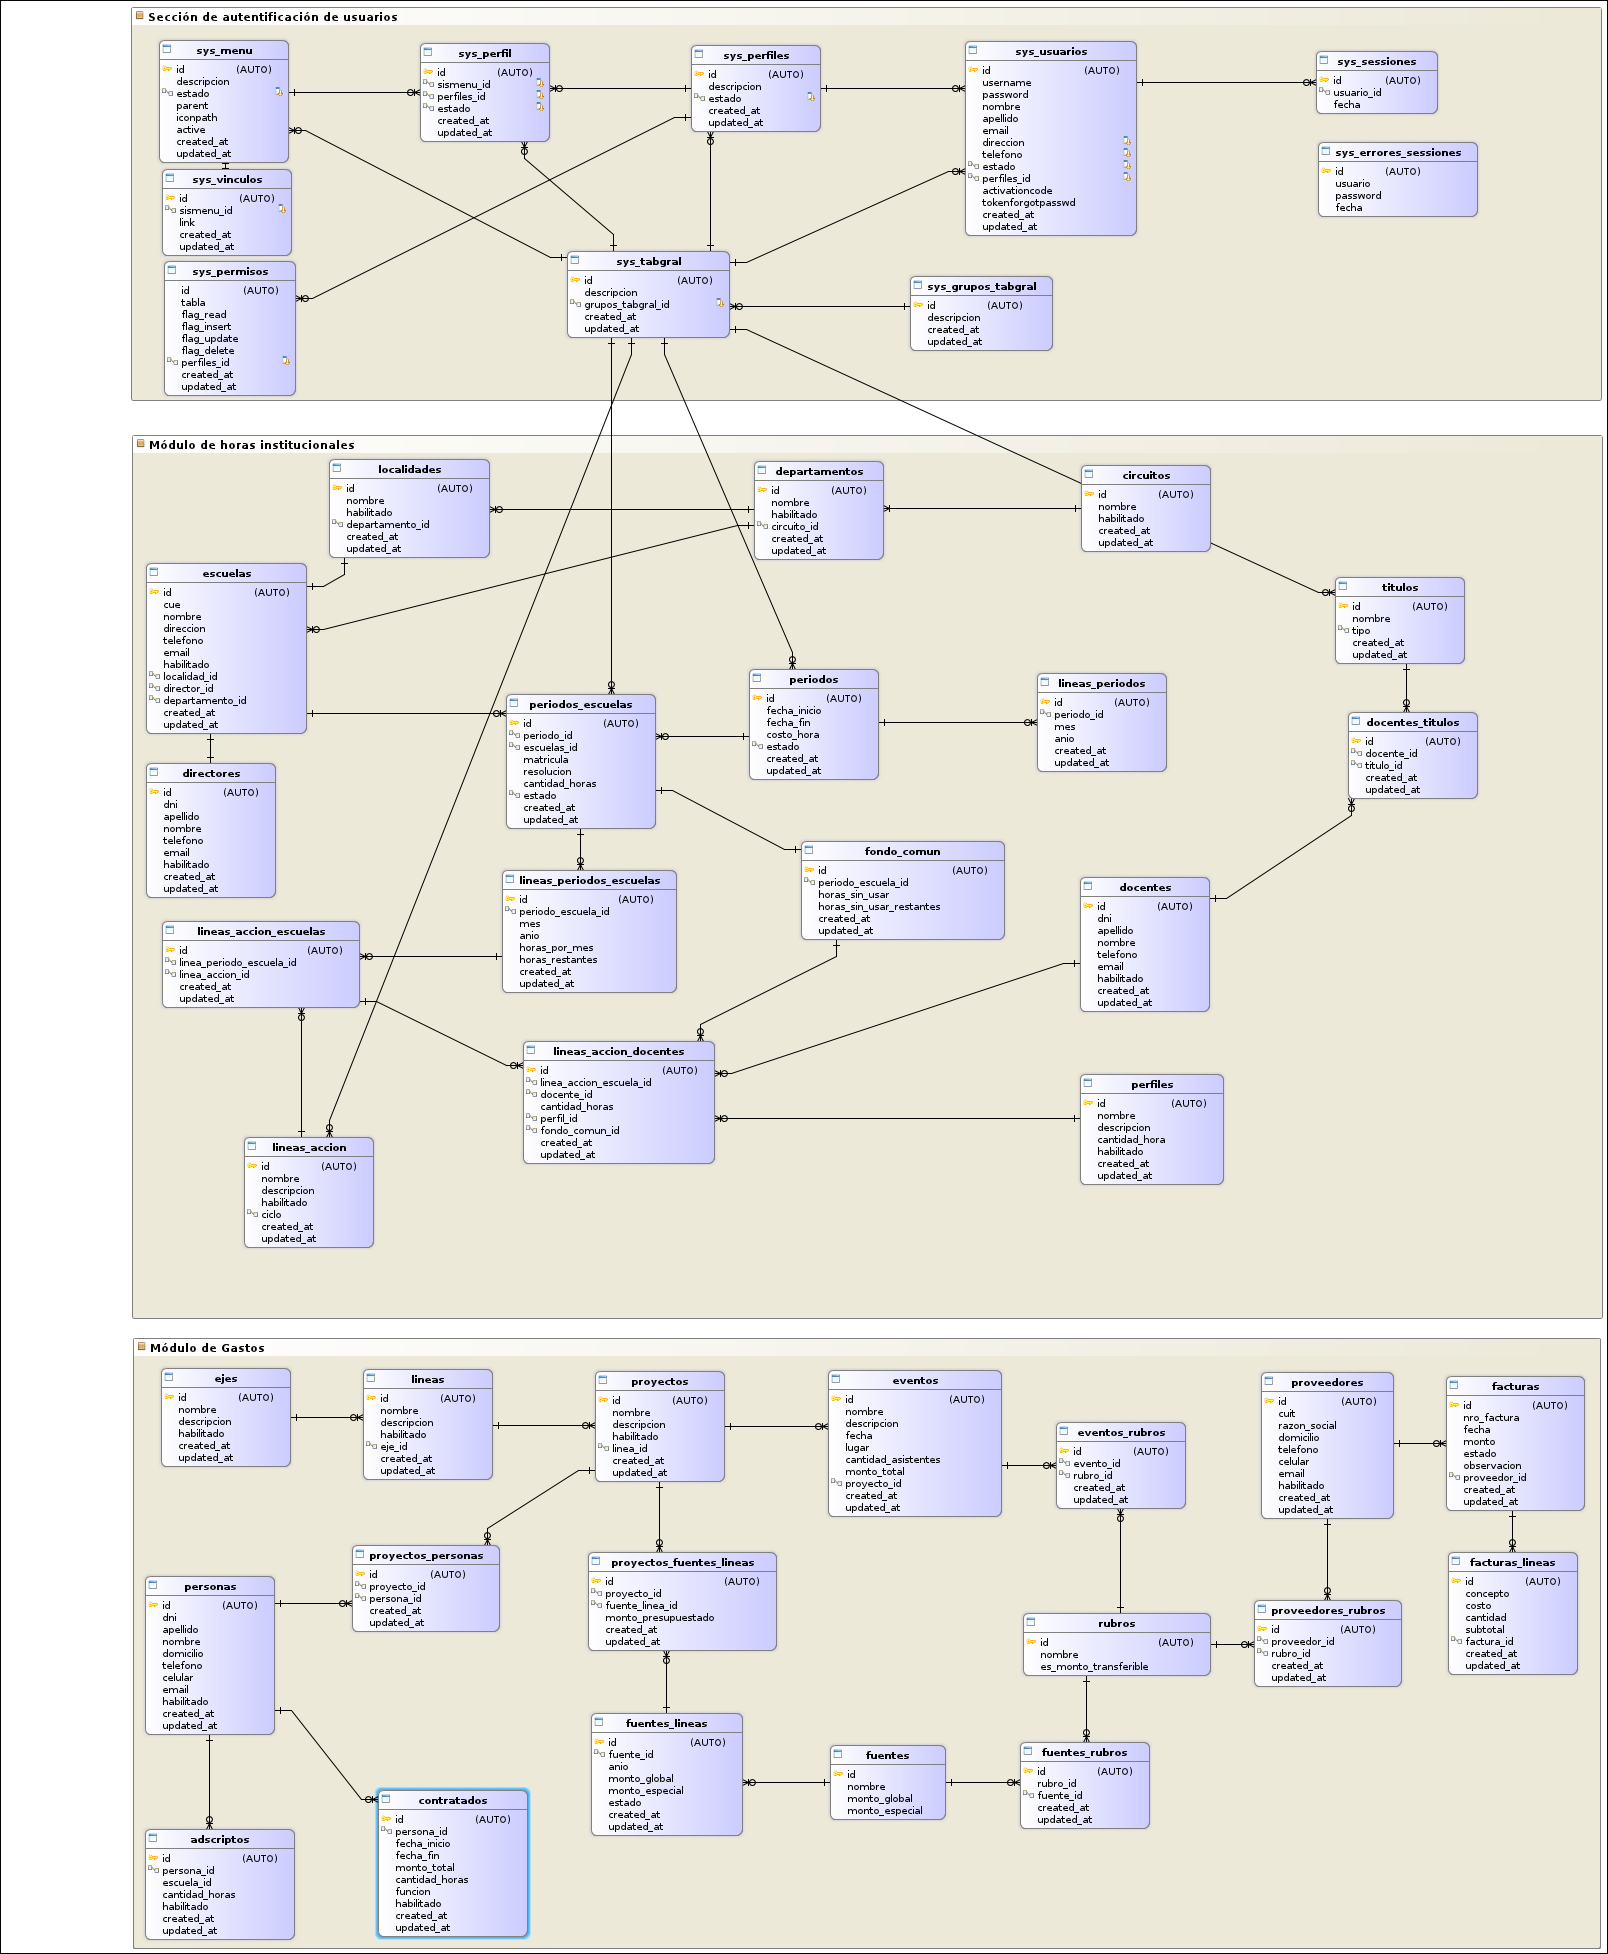 Sección de autentificación de usuarios
sys_menu
id (AUTO)
descripcion
estado
parent
iconpath
active
created_at
updated_at
sys_perfil
id (AUTO)
sismenu_id
perfiles_id
estado
created_at
updated_at
sys_perfiles
id (AUTO)
descripcion
estado
created_at
updated_at
sys_usuarios
id (AUTO)
username
password
nombre
apellido
email
direccion
telefono
estado
perfiles_id
activationcode
tokenforgotpasswd
created_at
updated_at
sys_sessiones
id (AUTO)
usuario_id
fecha
sys_errores_sessiones
id (AUTO)
usuario
password
fecha
sys_vinculos
id (AUTO)
sismenu_id
link
created_at
updated_at
sys_permisos
id (AUTO)
tabla
flag_read
flag_insert
flag_update
flag_delete
perfiles_id
created_at
updated_at
sys_tabgral
id (AUTO)
descripcion
grupos_tabgral_id
created_at
updated_at
sys_grupos_tabgral
id (AUTO)
descripcion
created_at
updated_at
Módulo de horas institucionales
localidades
id (AUTO)
nombre
habilitado
departamento_id
created_at
updated_at
departamentos
id (AUTO)
nombre
habilitado
circuito_id
created_at
updated_at
circuitos
id (AUTO)
nombre
habilitado
created_at
updated_at
escuelas
id (AUTO)
cue
nombre
direccion
telefono
email
habilitado
localidad_id
director_id
departamento_id
created_at
updated_at
titulos
id (AUTO)
nombre
tipo
created_at
updated_at
periodos_escuelas
id (AUTO)
periodo_id
escuelas_id
matricula
resolucion
cantidad_horas
estado
created_at
updated_at
periodos
id (AUTO)
fecha_inicio
fecha_fin
costo_hora
estado
created_at
updated_at
lineas_periodos
id (AUTO)
periodo_id
mes
anio
created_at
updated_at
docentes_titulos
id (AUTO)
docente_id
titulo_id
created_at
updated_at
directores
id (AUTO)
dni
apellido
nombre
telefono
email
habilitado
created_at
updated_at
fondo_comun
id (AUTO)
periodo_escuela_id
horas_sin_usar
horas_sin_usar_restantes
created_at
updated_at
lineas_periodos_escuelas
id (AUTO)
periodo_escuela_id
mes
anio
horas_por_mes
horas_restantes
created_at
updated_at
docentes
id (AUTO)
dni
apellido
nombre
telefono
email
habilitado
created_at
updated_at
lineas_accion_escuelas
id (AUTO)
linea_periodo_escuela_id
linea_accion_id
created_at
updated_at
lineas_accion_docentes
id (AUTO)
linea_accion_escuela_id
docente_id
cantidad_horas
perfil_id
fondo_comun_id
created_at
updated_at
perfiles
id (AUTO)
nombre
descripcion
cantidad_hora
habilitado
created_at
updated_at
lineas_accion
id (AUTO)
nombre
descripcion
habilitado
ciclo
created_at
updated_at
Módulo de Gastos
ejes
id (AUTO)
nombre
descripcion
habilitado
created_at
updated_at
lineas
id (AUTO)
nombre
descripcion
habilitado
eje_id
created_at
updated_at
proyectos
id (AUTO)
nombre
descripcion
habilitado
linea_id
created_at
updated_at
eventos
id (AUTO)
nombre
descripcion
fecha
lugar
cantidad_asistentes
monto_total
proyecto_id
created_at
updated_at
eventos_rubros
id (AUTO)
evento_id
rubro_id
created_at
updated_at
proveedores
id (AUTO)
cuit
razon_social
domicilio
telefono
celular
email
habilitado
created_at
updated_at
facturas
id (AUTO)
nro_factura
fecha
monto
estado
observacion
proveedor_id
created_at
updated_at
proyectos_personas
id (AUTO)
proyecto_id
persona_id
created_at
updated_at
proyectos_fuentes_lineas
id (AUTO)
proyecto_id
fuente_linea_id
monto_presupuestado
created_at
updated_at
facturas_lineas
id (AUTO)
concepto
costo
cantidad
subtotal
factura_id
created_at
updated_at
personas
id (AUTO)
dni
apellido
nombre
domicilio
telefono
celular
email
habilitado
created_at
updated_at
rubros
id (AUTO)
nombre
es_monto_transferible
proveedores_rubros
id (AUTO)
proveedor_id
rubro_id
created_at
updated_at
fuentes_lineas
id (AUTO)
fuente_id
anio
monto_global
monto_especial
estado
created_at
updated_at
fuentes
id
nombre
monto_global
monto_especial
fuentes_rubros
id (AUTO)
rubro_id
fuente_id
created_at
updated_at
contratados
id (AUTO)
persona_id
fecha_inicio
fecha_fin
monto_total
cantidad_horas
funcion
habilitado
created_at
updated_at
adscriptos
id (AUTO)
persona_id
escuela_id
cantidad_horas
habilitado
created_at
updated_at